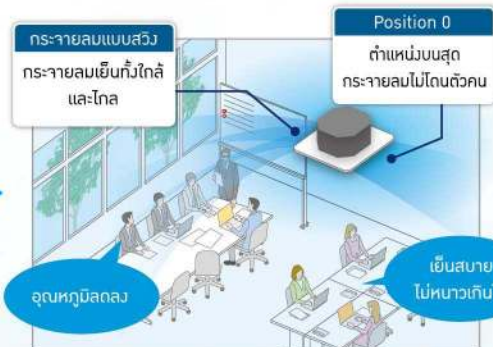 กระจายลมแบบสวิง
กระจายลมเย็นทั้งใกล้
และไกล
Position 0
ตำแหน่งบนสุด
กระจายลมไม่โดนตัวคน
อุณหภูมิลดลง
เย็นสบาย
ไม่หนาวเกิน